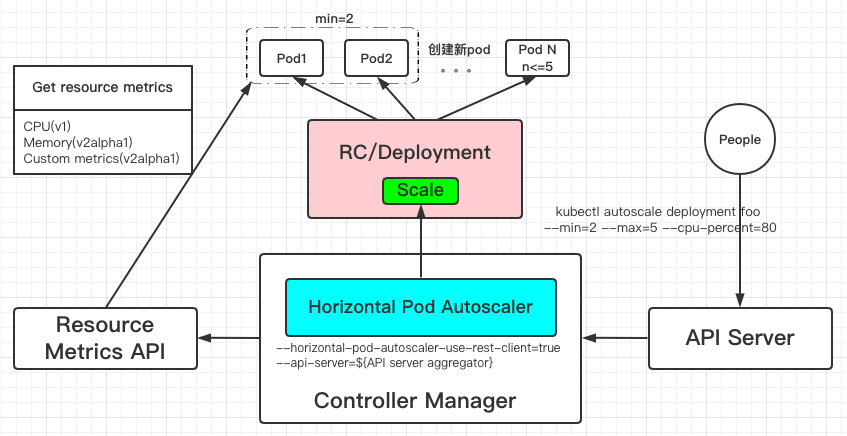 min=2
Pod1
Pod2
创建新pod
。。。
Pod N
n<=5
Get resource metrics
CPU(v1)
Memory(v2alpha1)
Custom metrics(v2alpha1)
RC/Deployment
Scale
People
kubectl autoscale deployment foo
--min=2 --max=5 --cpu-percent=80
Horizontal Pod Autoscaler
--horizontal-pod-autoscaler-use-rest-client=true
--api-server=${API server aggregator}
Controller Manager
Resource
Metrics API
API Server